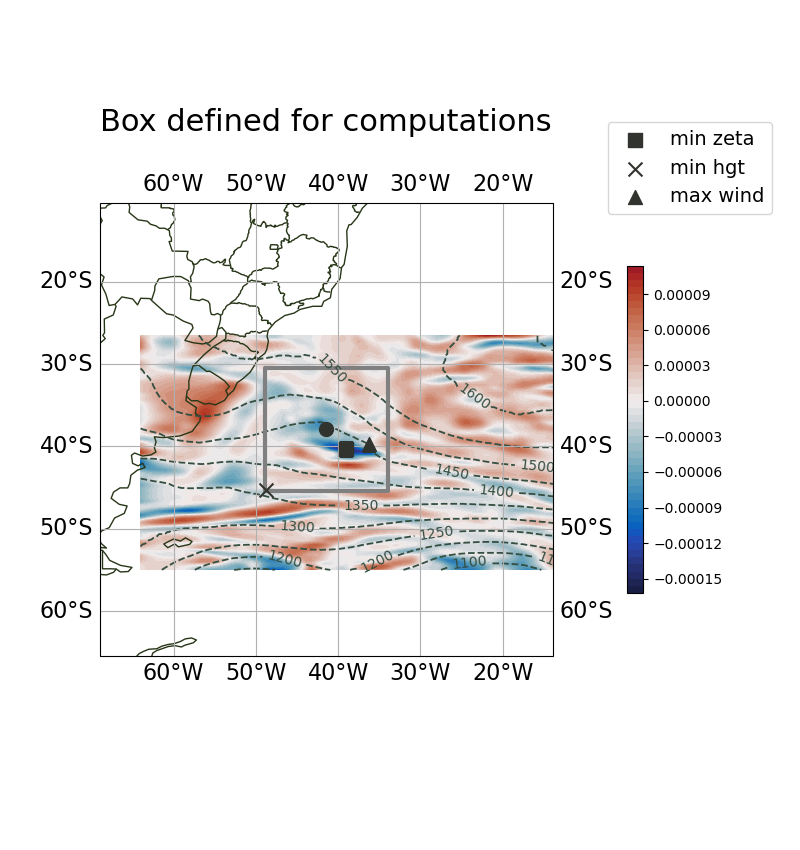 Box defined for computations
min zeta
min hgt
max wind
60°W 50°W 40°W 30°W 20°W
20°S 20°S
30°S 30°S
40°S 40°S
50°S 50°S
60°S 60°S
60°W 50°W 40°W 30°W 20°W
1550
1600
1500
1450
1400
1350
1300
1250
1200
1200
1100
11
0.00009
0.00006
0.00003
0.00000
−0.00003
−0.00006
−0.00009
−0.00012
−0.00015